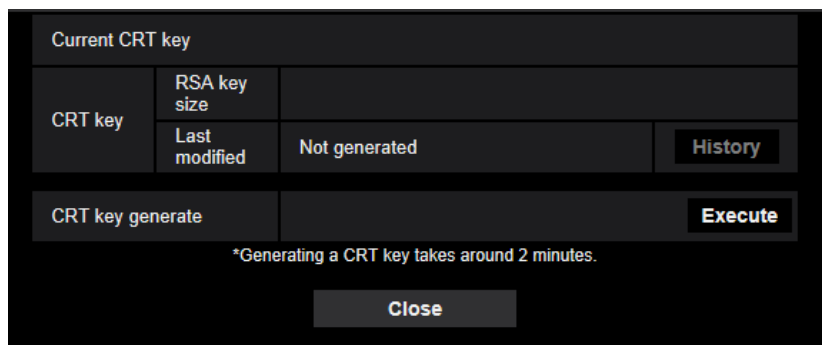 Current CRT key
CRT key
RSA key
size
Last
modified
Not generated
History
CRT key generate
Execute
*Generating a CRT key takes around 2 minutes.
Close